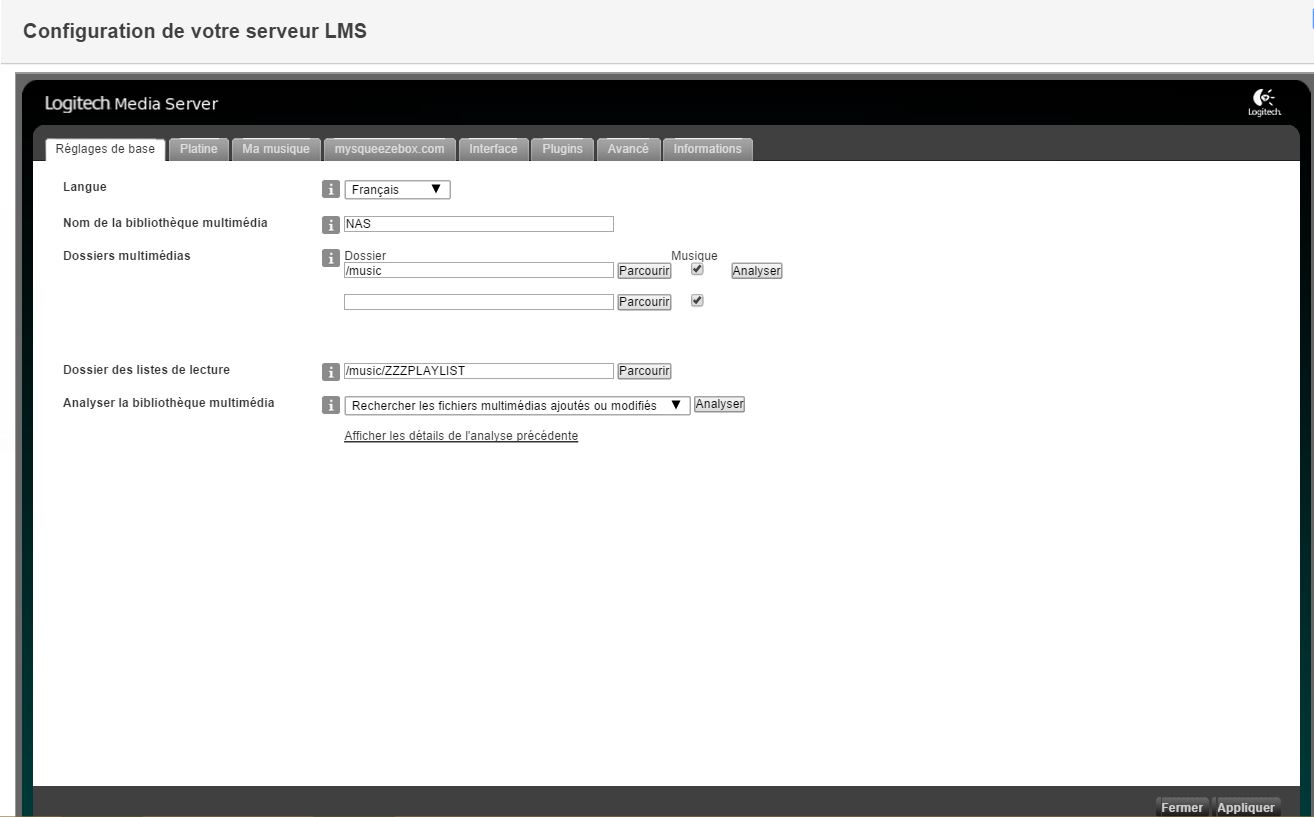 Configuration de votre serveur LMS
Logitech Media Server
Logitech
Réglages de base Platine Ma musique mysqueezebox.com Interface Plugins Avancé Informations
Langue i Français
Nom de la bibliothèque multimédia i NAS
Dossiers multimédias i Dossier Musique
/music Parcourir Analyser
Parcourir
Dossier des listes de lecture i /music/ZZZPLAYLIST Parcourir
Analyser la bibliothèque multimédia i Rechercher les fichiers multimédias ajoutés ou modifiés Analyser
Afficher les détails de l'analyse précédente
Fermer Appliquer